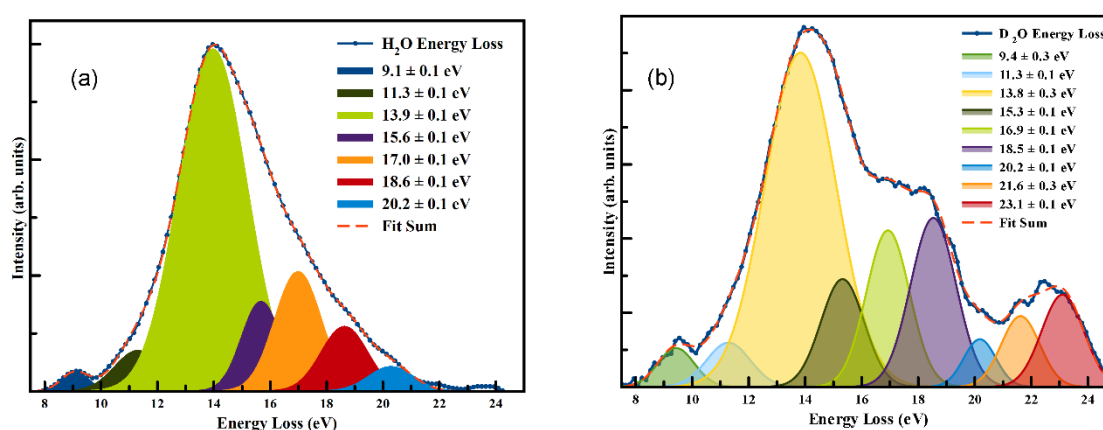 (a)
H2O Energy Loss
9.1 ± 0.1 eV
11.3 ± 0.1 eV
13.9 ± 0.1 eV
15.6 ± 0.1 eV
17.0 ± 0.1 eV
18.6 ± 0.1 eV
20.2 ± 0.1 eV
Fit Sum
Intensity (arb. units)
8 10 12 14 16 18 20 22 24
Energy Loss (eV)
(b)
D2O Energy Loss
9.4 ± 0.3 eV
11.3 ± 0.1 eV
13.8 ± 0.3 eV
15.3 ± 0.1 eV
16.9 ± 0.1 eV
18.5 ± 0.1 eV
20.2 ± 0.1 eV
21.6 ± 0.3 eV
23.1 ± 0.1 eV
Fit Sum
Intensity (arb. units)
8 10 12 14 16 18 20 22 24
Energy Loss (eV)